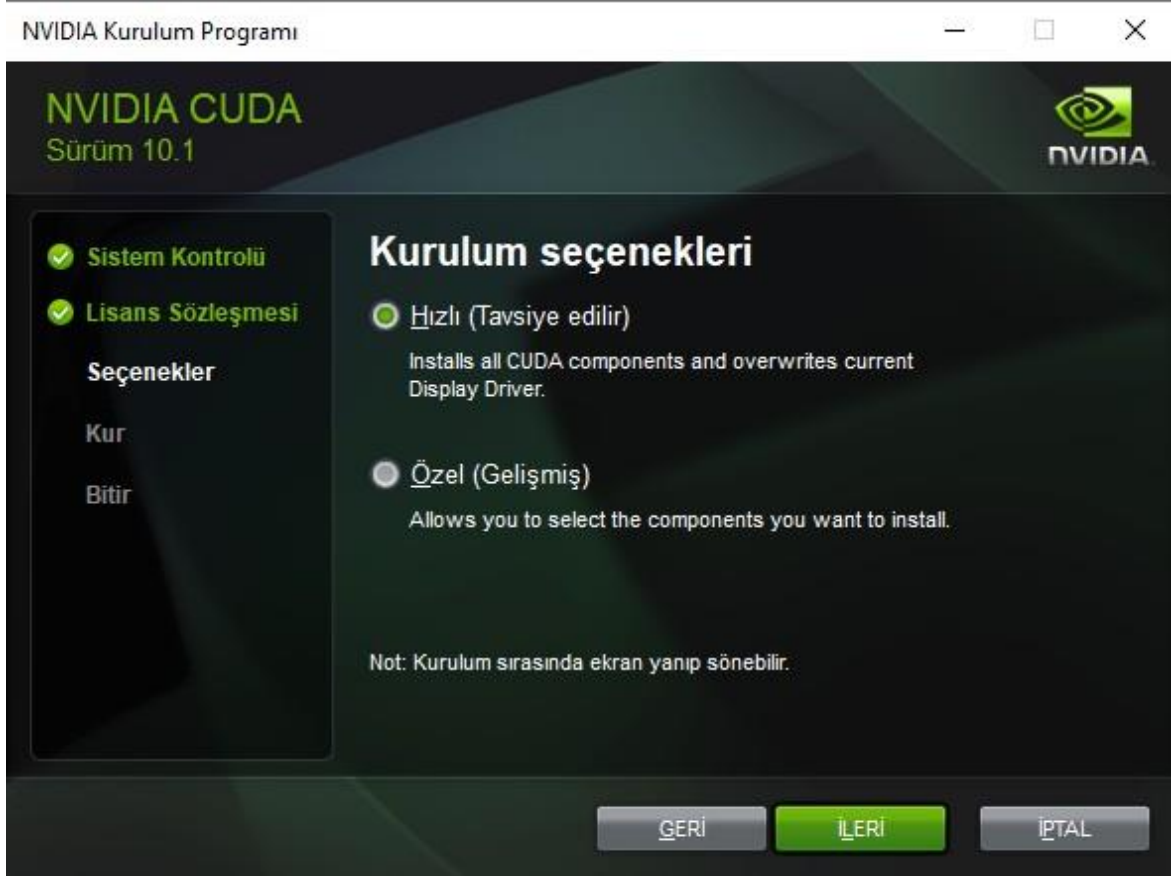 NVIDIA Kurulum Programı
NVIDIA CUDA
Sürüm 10.1
NVIDIA
Sistem Kontrolü
Lisans Sözleşmesi
Seçenekler
Kur
Bitir
Kurulum seçenekleri
Hızlı (Tavsiye edilir)
Installs all CUDA components and overwrites current
Display Driver.
Özel (Gelişmiş)
Allows you to select the components you want to install.
Not: Kurulum sırasında ekran yanıp sönebilir.
GERİ
İLERİ
İPTAL